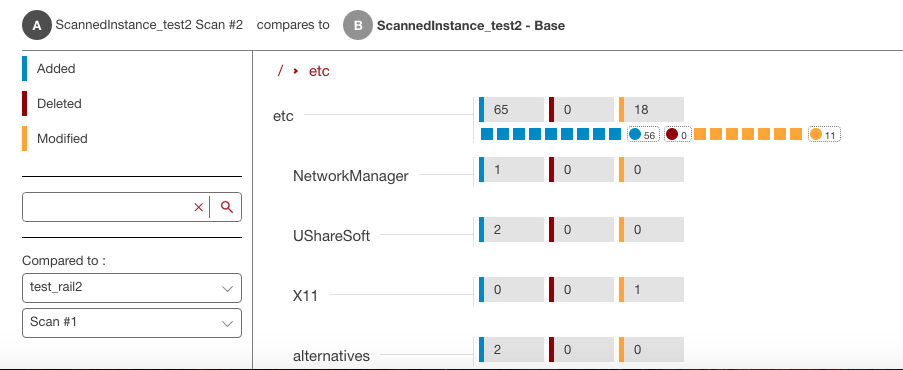 A ScannedInstance_test2 Scan #2 compares to B ScannedInstance_test2 - Base
Added
Deleted
Modified
Compared to :
test_rail2
Scan #1
/ etc
etc 65 0 18
56 0 11
NetworkManager 1 0 0
UShareSoft 2 0 0
X11 0 0 1
alternatives 2 0 0